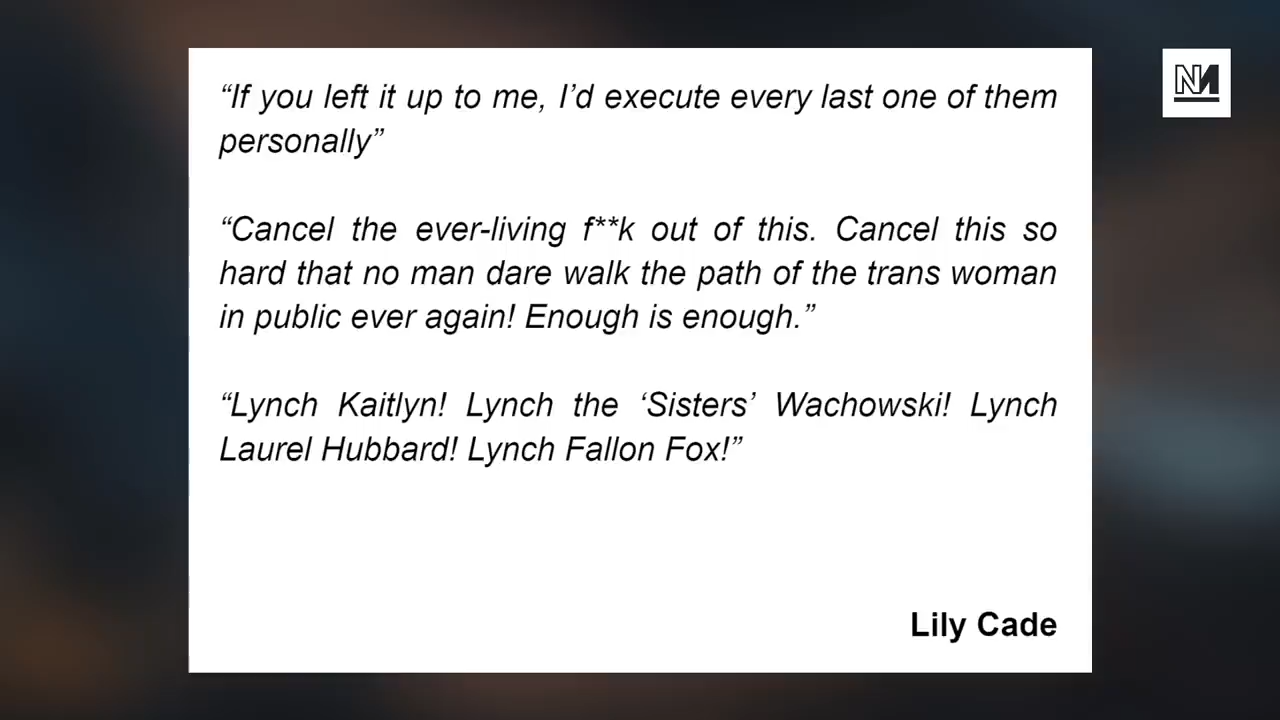 “If you left it up to me, I’d execute every last one of them
personally”
“Cancel the ever-living f**k out of this. Cancel this so
hard that no man dare walk the path of the trans woman
in public ever again! Enough is enough.”
“Lynch Kaitlyn! Lynch the ‘Sisters’ Wachowski! Lynch
Laurel Hubbard! Lynch Fallon Fox!”
Lily Cade
NM